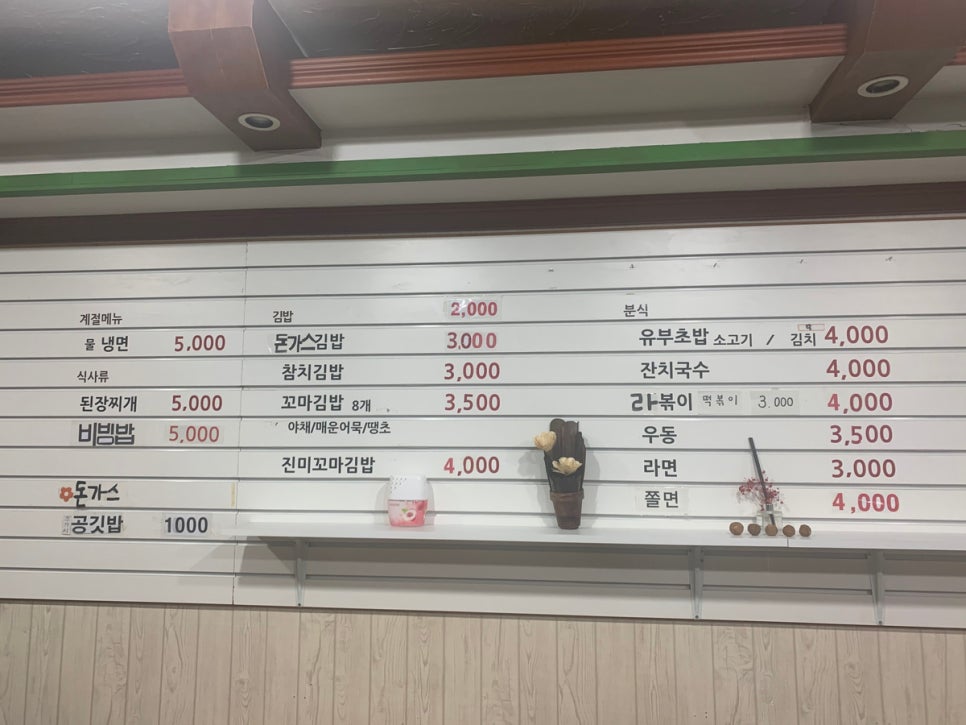 계절메뉴
물 냉면 5,000
식사류
된장찌개 5,000
비빙밥 5,000
돈가스
공깃밥 1000
김밥 2,000
돈가스김밥 3,000
참치김밥 3,000
꼬마김밥 8개 3,500
야채/매운어묵/땡초
진미꼬마김밥 4,000
분식
유부초밥 소고기 / 김치 4,000
잔치국수 4,000
라볶이 떡볶이 3.000 4,000
우동 3,500
라면 3,000
쫄면 4,000